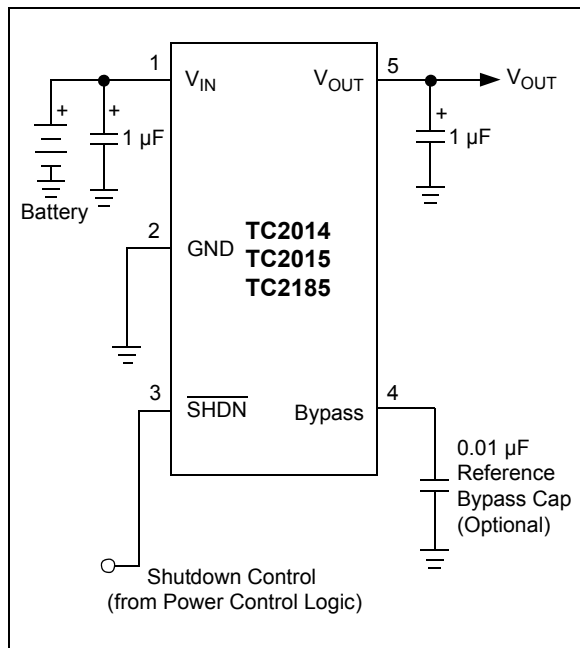 1
V_IN
V_OUT
5
V_OUT
+
+
1 µF
+
1 µF
Battery
2
GND
TC2014
TC2015
TC2185
3
SHDN
Bypass
4
0.01 µF
Reference
Bypass Cap
(Optional)
Shutdown Control
(from Power Control Logic)